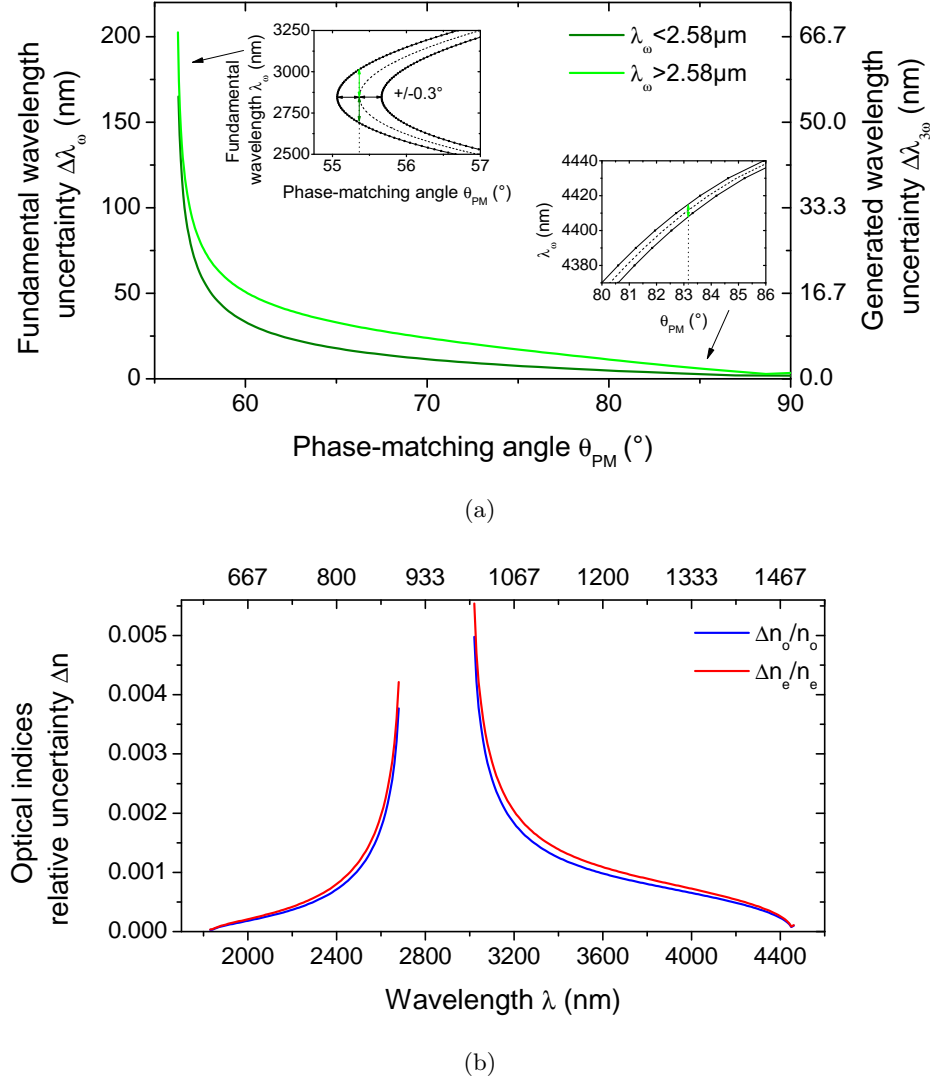 200
150
100
50
0
Fundamental wavelength
uncertainty Δλω (nm)
60
70
80
90
Phase-matching angle θPM (°)
66.7
50.0
33.3
16.7
0.0
Generated wavelength
uncertainty Δλ3ω (nm)
λω<2.58μm
λω>2.58μm
3250
3000
2750
2500
Fundamental
wavelength λω (nm)
+/-0.3°
55
56
57
Phase-matching angle θPM (°)
4440
4420
4400
4380
λω (nm)
80
81
82
83
84
85
86
θPM (°)
(a)
667
800
933
1067
1200
1333
1467
0.005
0.004
0.003
0.002
0.001
0.000
Optical indices
relative uncertainty Δn
Δno/no
Δne/ne
2000
2400
2800
3200
3600
4000
4400
Wavelength λ (nm)
(b)